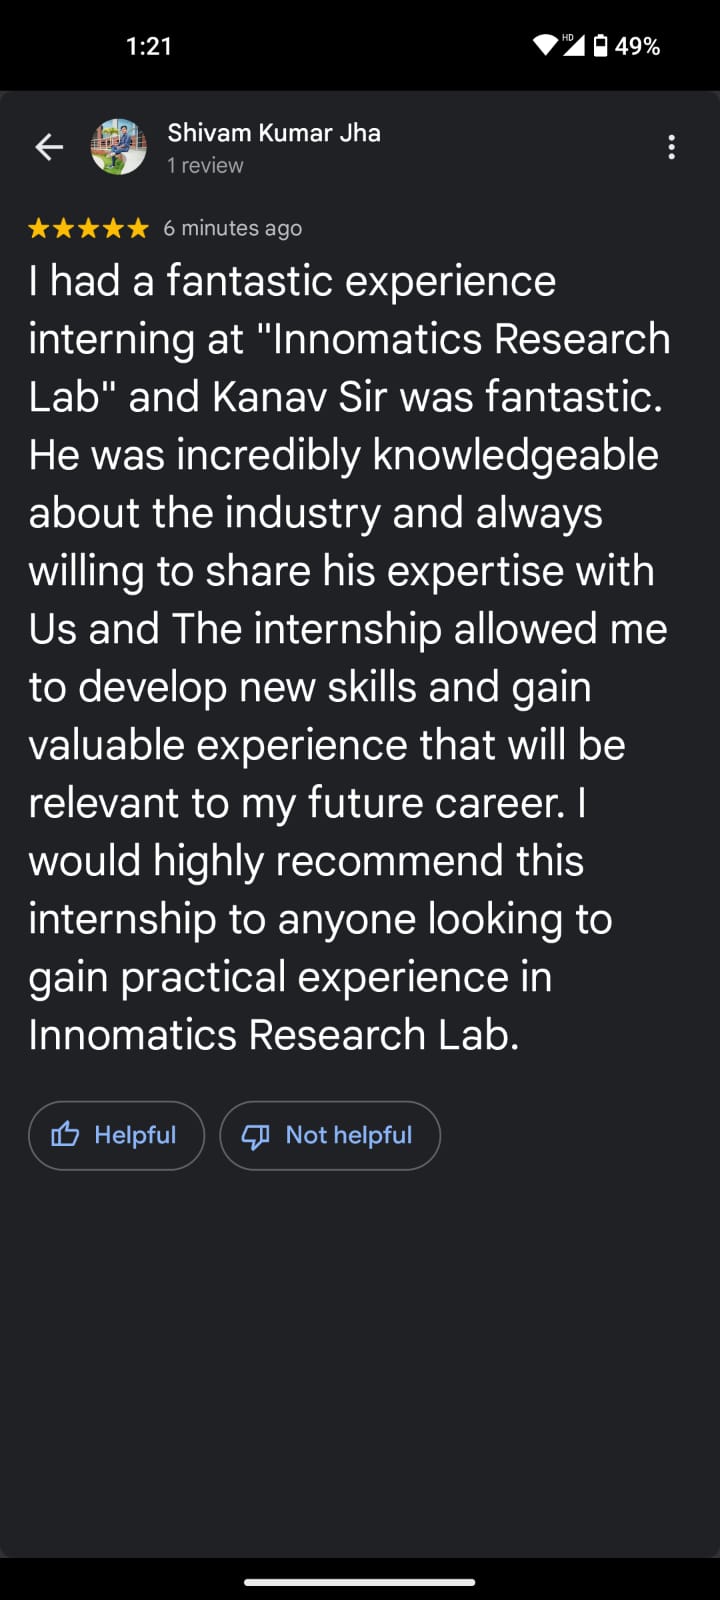 1:21
HD
49%
Shivam Kumar Jha
1 review
6 minutes ago
I had a fantastic experience
interning at "Innomatics Research
Lab" and Kanav Sir was fantastic.
He was incredibly knowledgeable
about the industry and always
willing to share his expertise with
Us and The internship allowed me
to develop new skills and gain
valuable experience that will be
relevant to my future career. I
would highly recommend this
internship to anyone looking to
gain practical experience in
Innomatics Research Lab.
Helpful
Not helpful